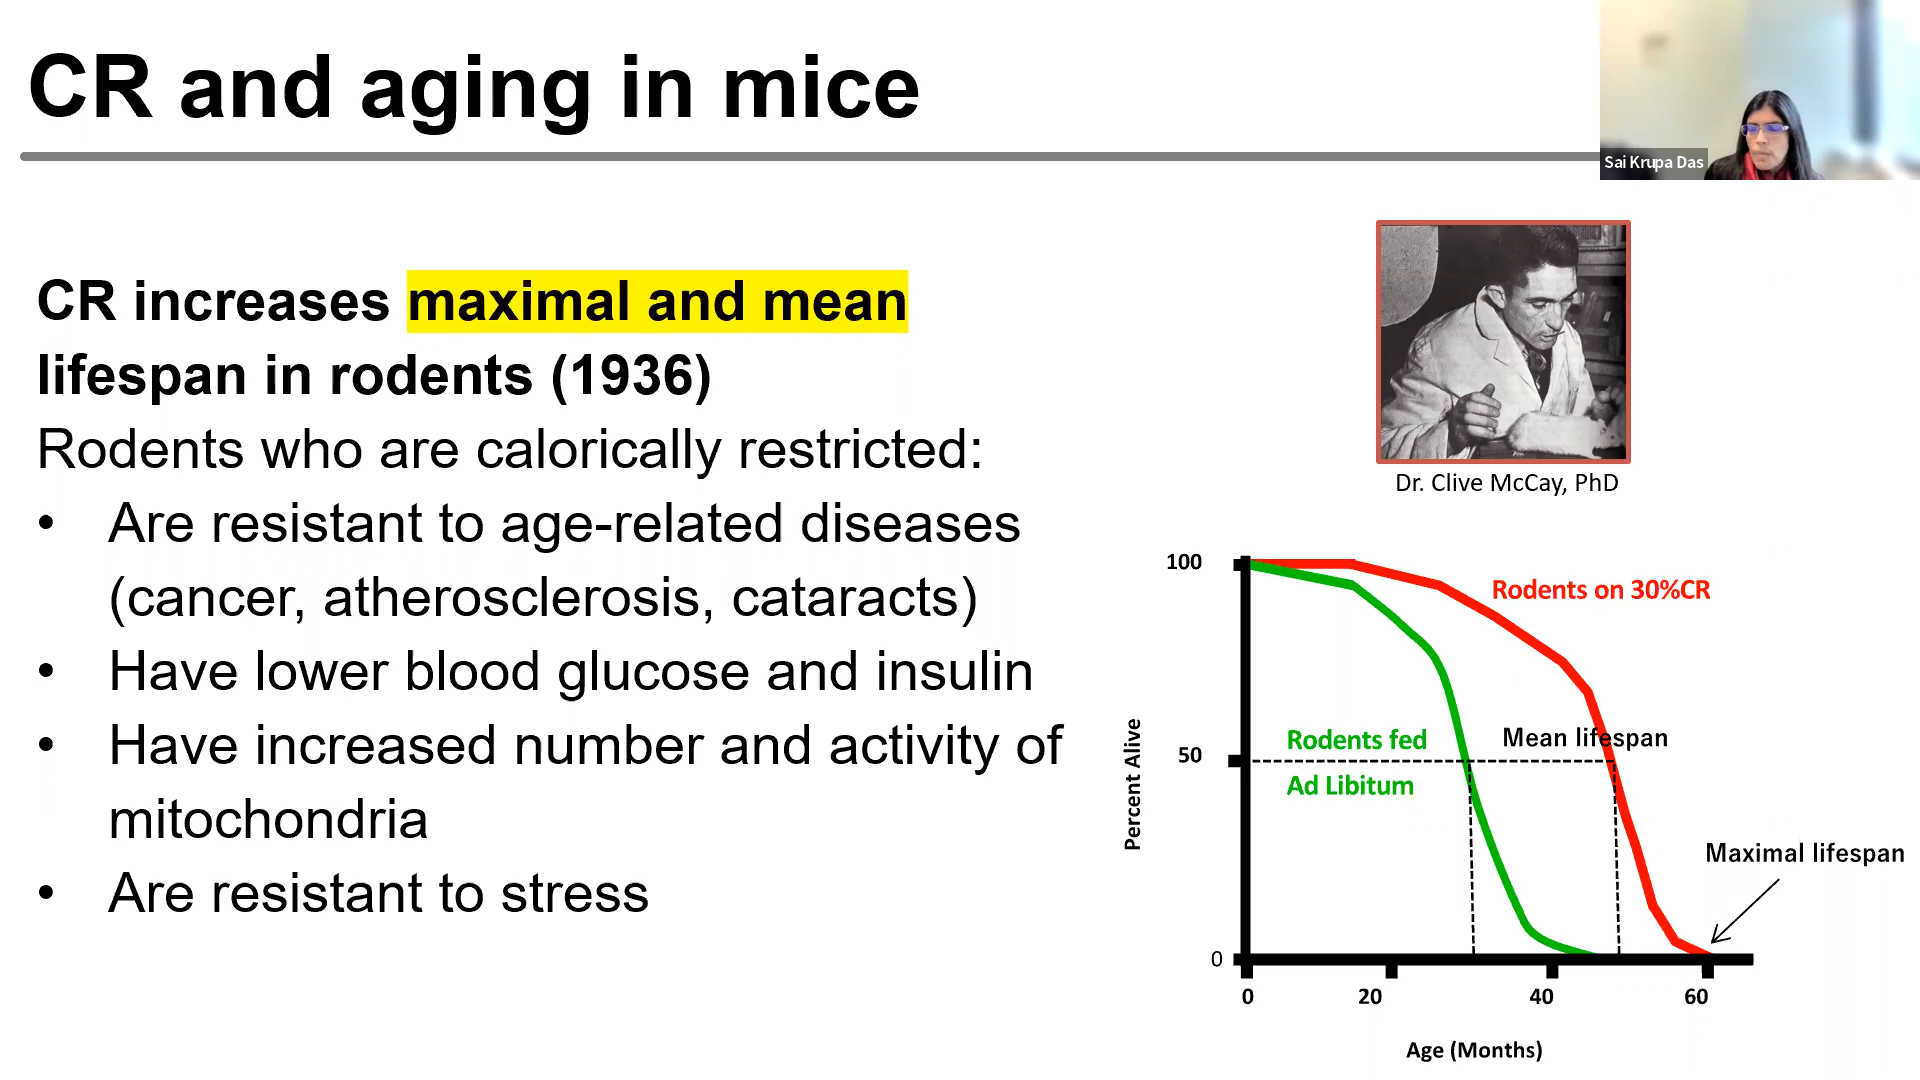 CR and aging in mice
Sai Krupa Das
CR increases maximal and mean
lifespan in rodents (1936)
Rodents who are calorically restricted:
• Are resistant to age-related diseases
(cancer, atherosclerosis, cataracts)
• Have lower blood glucose and insulin
• Have increased number and activity of
mitochondria
• Are resistant to stress
Dr. Clive McCay, PhD
100
Rodents on 30%CR
Rodents fed
Ad Libitum
Mean lifespan
50
Percent Alive
Maximal lifespan
0
0 20 40 60
Age (Months)